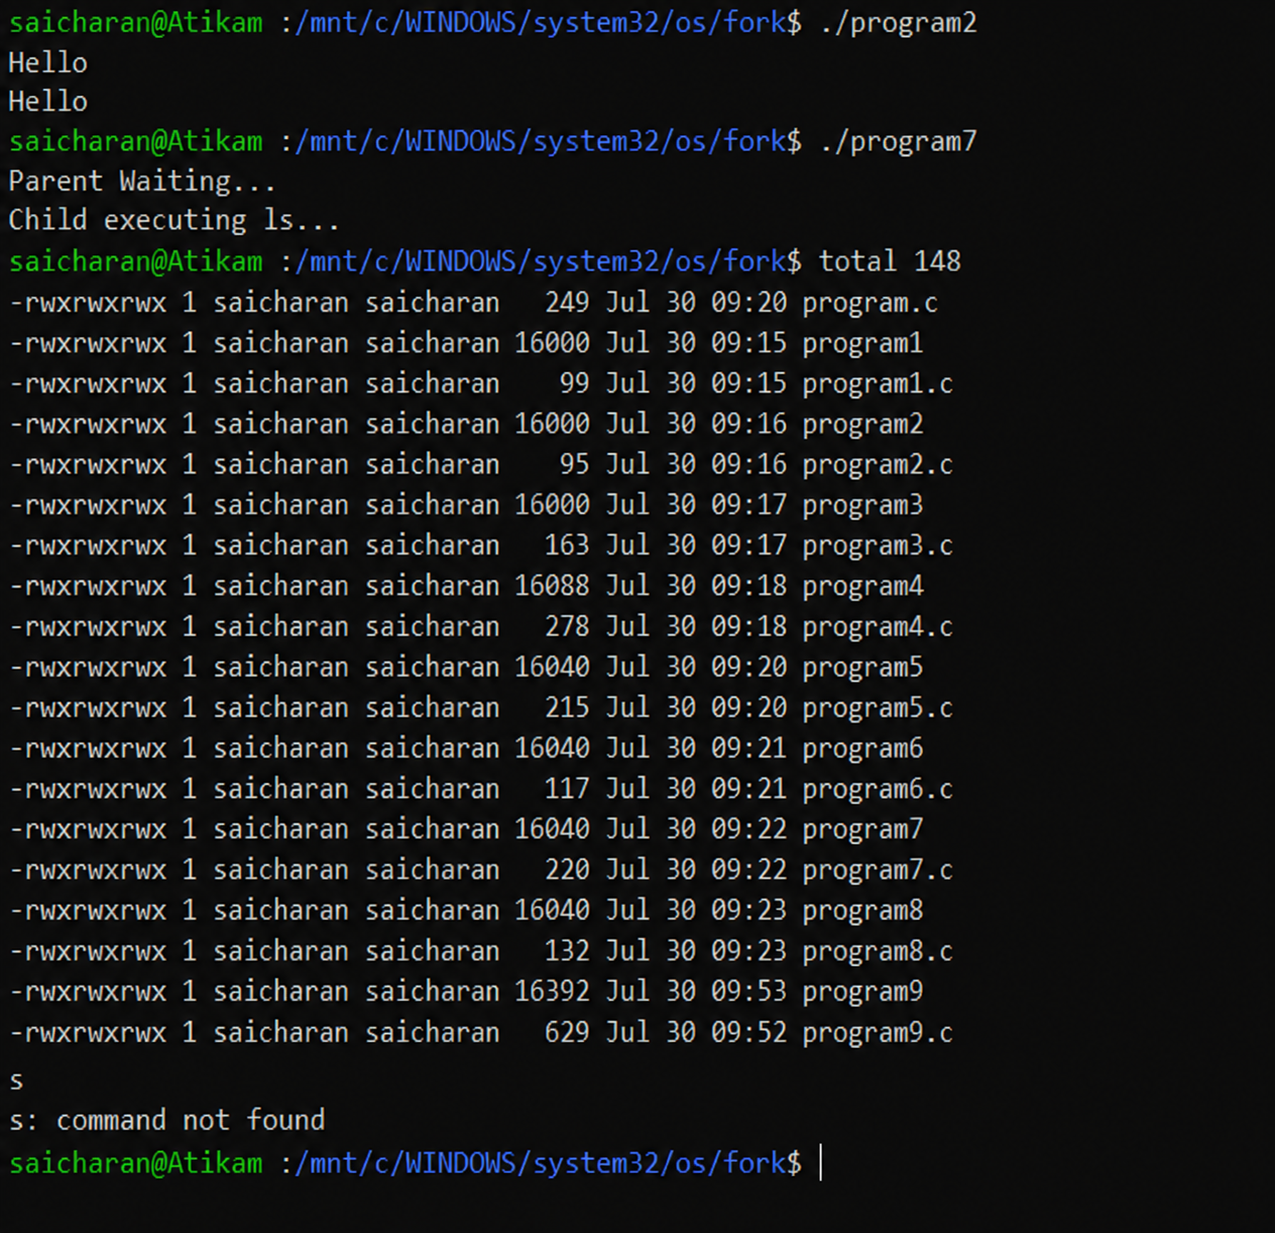 saicharan@Atikam :/mnt/c/WINDOWS/system32/os/fork$ ./program2
Hello
Hello
saicharan@Atikam :/mnt/c/WINDOWS/system32/os/fork$ ./program7
Parent Waiting...
Child executing ls...
saicharan@Atikam :/mnt/c/WINDOWS/system32/os/fork$ total 148
-rwxrwxrwx 1 saicharan saicharan   249 Jul 30 09:20 program.c
-rwxrwxrwx 1 saicharan saicharan 16000 Jul 30 09:15 program1
-rwxrwxrwx 1 saicharan saicharan    99 Jul 30 09:15 program1.c
-rwxrwxrwx 1 saicharan saicharan 16000 Jul 30 09:16 program2
-rwxrwxrwx 1 saicharan saicharan    95 Jul 30 09:16 program2.c
-rwxrwxrwx 1 saicharan saicharan 16000 Jul 30 09:17 program3
-rwxrwxrwx 1 saicharan saicharan   163 Jul 30 09:17 program3.c
-rwxrwxrwx 1 saicharan saicharan 16088 Jul 30 09:18 program4
-rwxrwxrwx 1 saicharan saicharan   278 Jul 30 09:18 program4.c
-rwxrwxrwx 1 saicharan saicharan 16040 Jul 30 09:20 program5
-rwxrwxrwx 1 saicharan saicharan   215 Jul 30 09:20 program5.c
-rwxrwxrwx 1 saicharan saicharan 16040 Jul 30 09:21 program6
-rwxrwxrwx 1 saicharan saicharan   117 Jul 30 09:21 program6.c
-rwxrwxrwx 1 saicharan saicharan 16040 Jul 30 09:22 program7
-rwxrwxrwx 1 saicharan saicharan   220 Jul 30 09:22 program7.c
-rwxrwxrwx 1 saicharan saicharan 16040 Jul 30 09:23 program8
-rwxrwxrwx 1 saicharan saicharan   132 Jul 30 09:23 program8.c
-rwxrwxrwx 1 saicharan saicharan 16392 Jul 30 09:53 program9
-rwxrwxrwx 1 saicharan saicharan   629 Jul 30 09:52 program9.c
s
s: command not found
saicharan@Atikam :/mnt/c/WINDOWS/system32/os/fork$